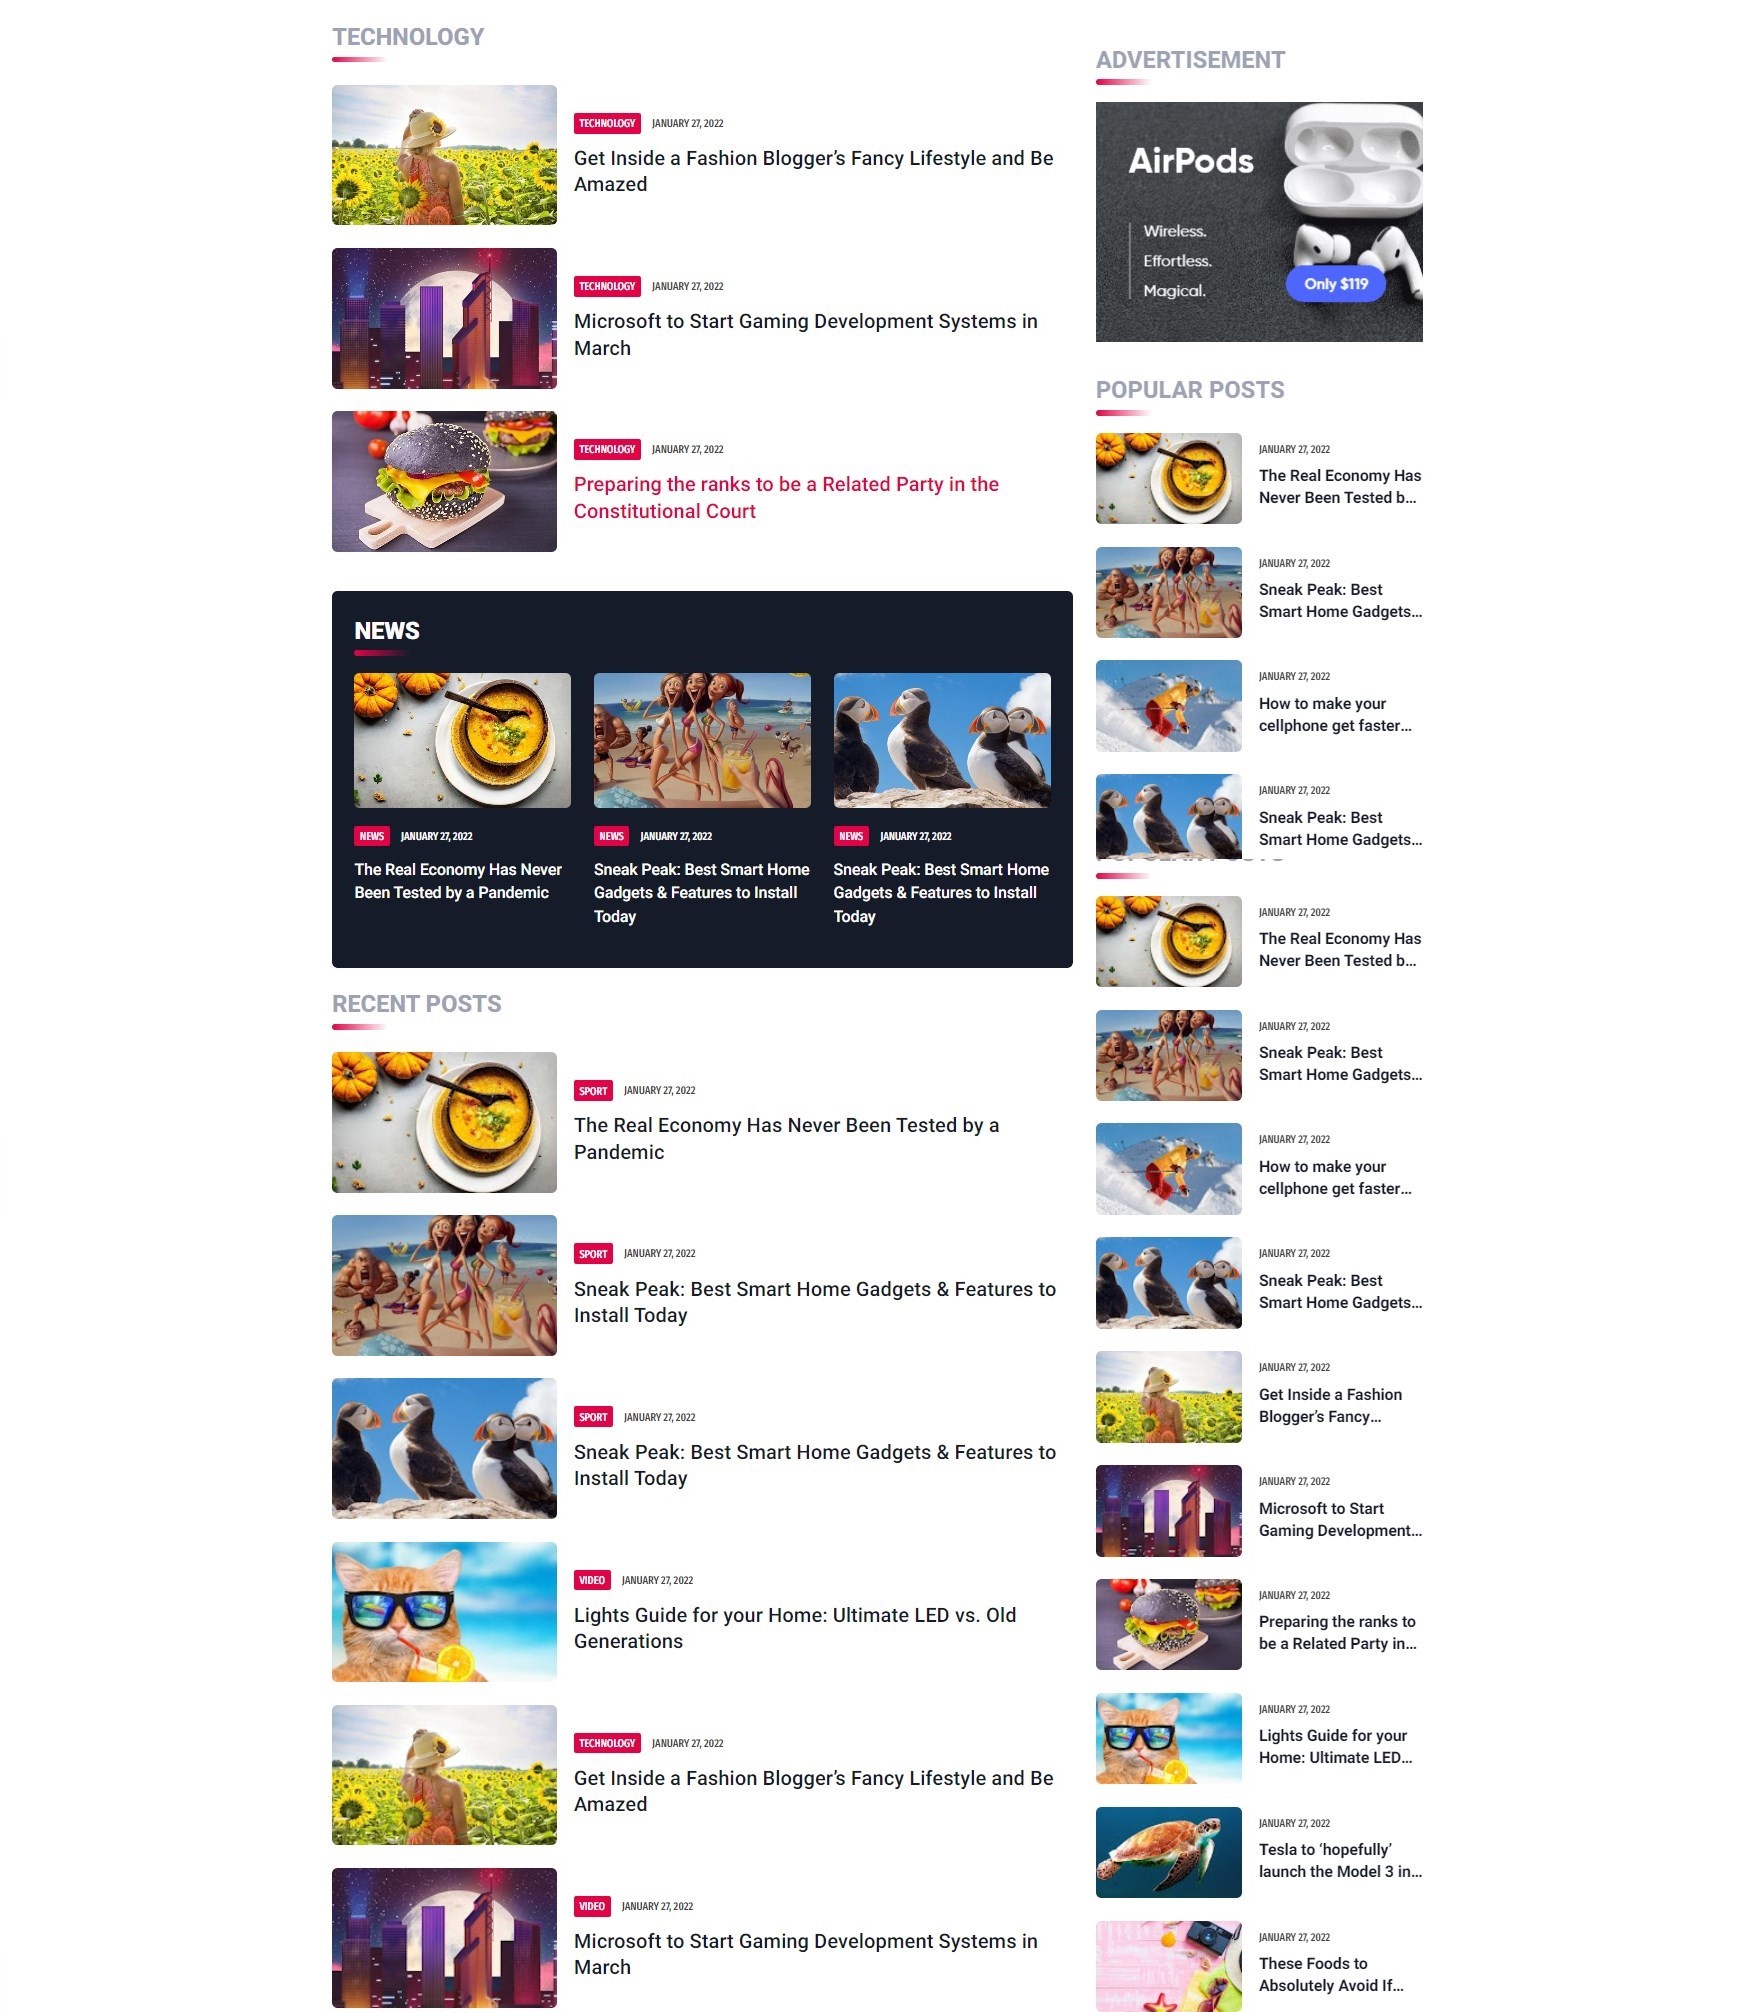 TECHNOLOGY
TECHNOLOGY JANUARY 27, 2022
Get Inside a Fashion Blogger’s Fancy Lifestyle and Be
Amazed
TECHNOLOGY JANUARY 27, 2022
Microsoft to Start Gaming Development Systems in
March
TECHNOLOGY JANUARY 27, 2022
Preparing the ranks to be a Related Party in the
Constitutional Court
NEWS
NEWS JANUARY 27, 2022
The Real Economy Has Never
Been Tested by a Pandemic
NEWS JANUARY 27, 2022
Sneak Peak: Best Smart Home
Gadgets & Features to Install
Today
NEWS JANUARY 27, 2022
Sneak Peak: Best Smart Home
Gadgets & Features to Install
Today
RECENT POSTS
SPORT JANUARY 27, 2022
The Real Economy Has Never Been Tested by a
Pandemic
SPORT JANUARY 27, 2022
Sneak Peak: Best Smart Home Gadgets & Features to
Install Today
SPORT JANUARY 27, 2022
Sneak Peak: Best Smart Home Gadgets & Features to
Install Today
VIDEO JANUARY 27, 2022
Lights Guide for your Home: Ultimate LED vs. Old
Generations
TECHNOLOGY JANUARY 27, 2022
Get Inside a Fashion Blogger’s Fancy Lifestyle and Be
Amazed
VIDEO JANUARY 27, 2022
Microsoft to Start Gaming Development Systems in
March
ADVERTISEMENT
AirPods
Wireless.
Effortless.
Magical.
Only $119
POPULAR POSTS
JANUARY 27, 2022
The Real Economy Has
Never Been Tested b...
JANUARY 27, 2022
Sneak Peak: Best
Smart Home Gadgets...
JANUARY 27, 2022
How to make your
cellphone get faster...
JANUARY 27, 2022
Sneak Peak: Best
Smart Home Gadgets...
JANUARY 27, 2022
The Real Economy Has
Never Been Tested b...
JANUARY 27, 2022
Sneak Peak: Best
Smart Home Gadgets...
JANUARY 27, 2022
How to make your
cellphone get faster...
JANUARY 27, 2022
Sneak Peak: Best
Smart Home Gadgets...
JANUARY 27, 2022
Get Inside a Fashion
Blogger’s Fancy...
JANUARY 27, 2022
Microsoft to Start
Gaming Development...
JANUARY 27, 2022
Preparing the ranks to
be a Related Party in...
JANUARY 27, 2022
Lights Guide for your
Home: Ultimate LED...
JANUARY 27, 2022
Tesla to ‘hopefully’
launch the Model 3 in...
JANUARY 27, 2022
These Foods to
Absolutely Avoid If...